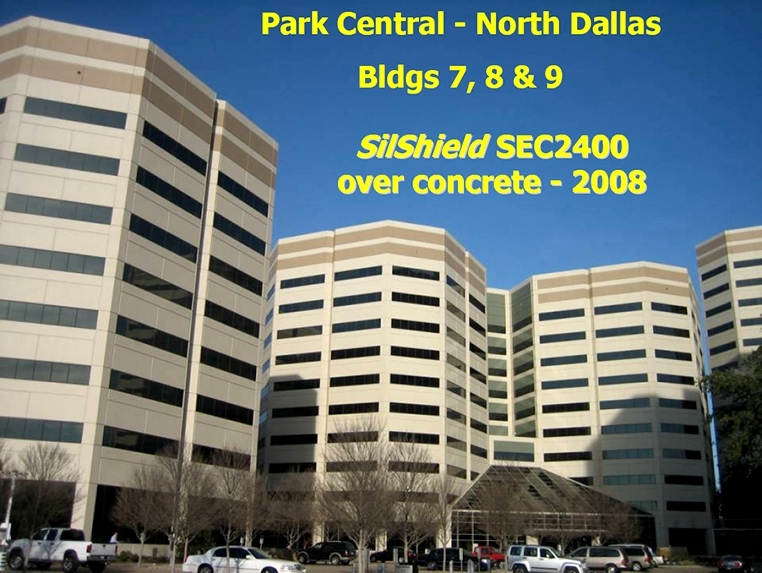 Park Central - North Dallas
Bldgs 7, 8 & 9
SilShield SEC2400
over concrete - 2008